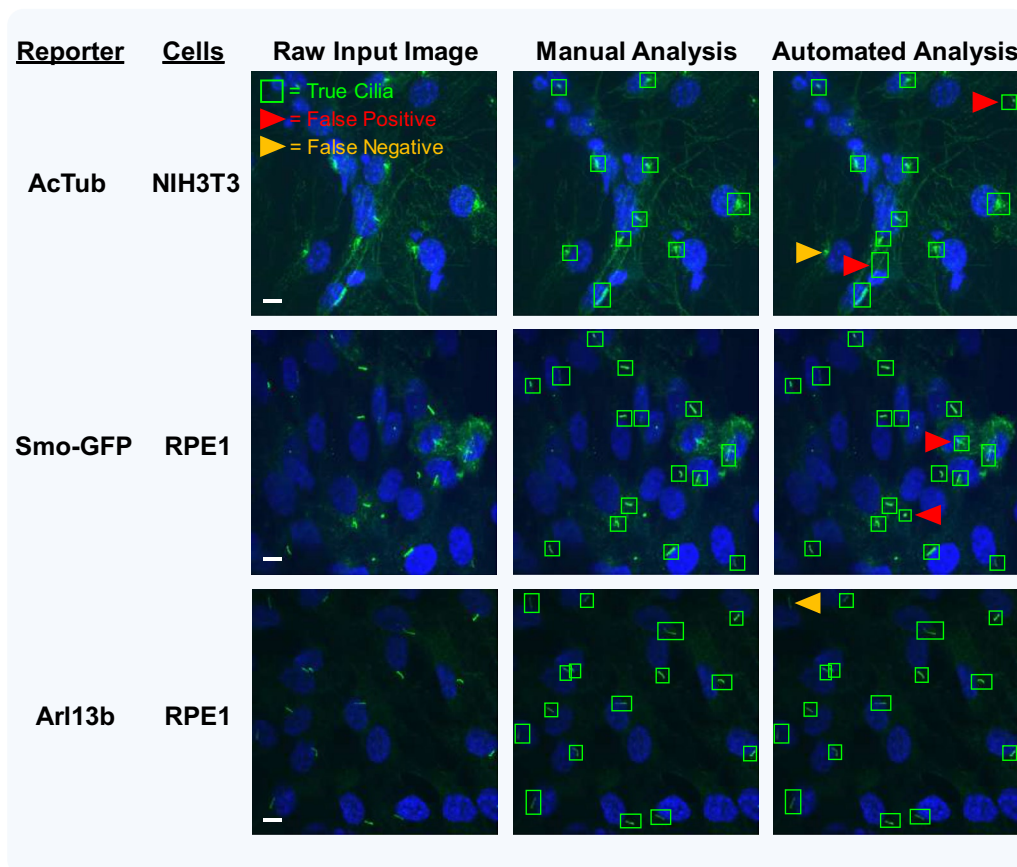 Reporter Cells Raw Input Image Manual Analysis Automated Analysis
= True Cilia
= False Positive
= False Negative
AcTub NIH3T3
Smo-GFP RPE1
Arl13b RPE1